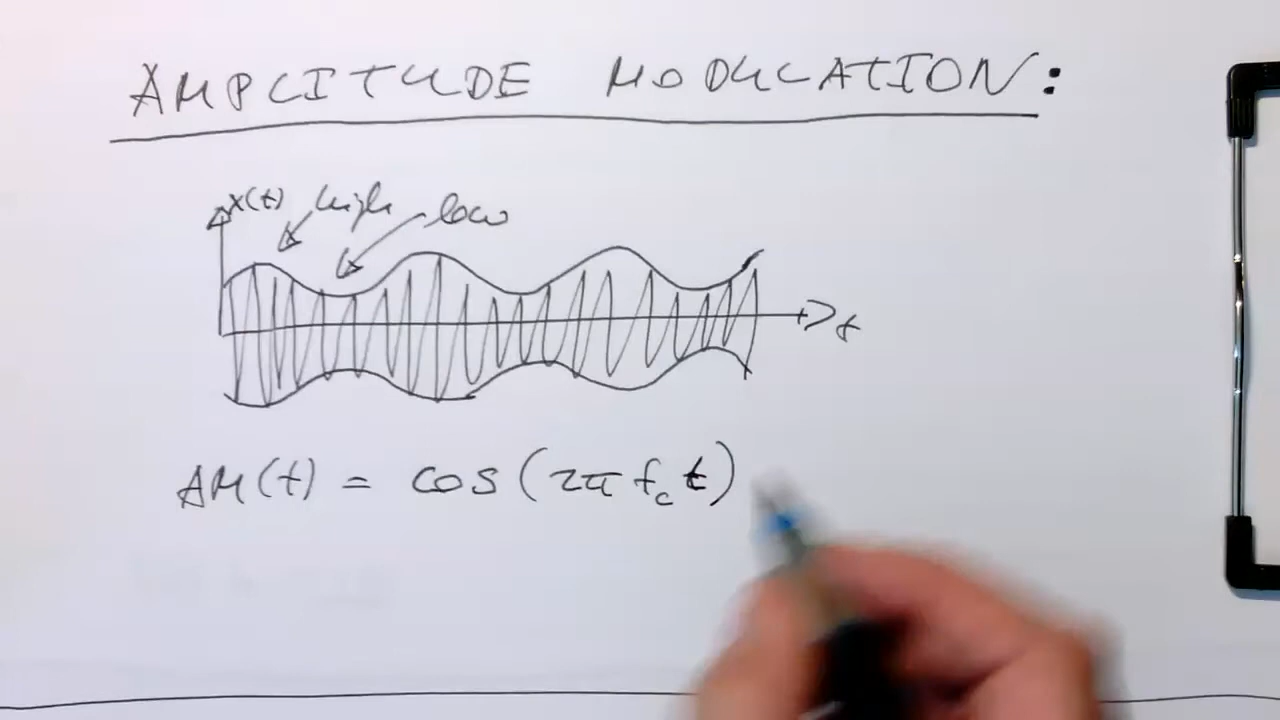 AMPLITUDE MODULATION:
x(t) high low
t
AM(t) = cos(2π f_c t)